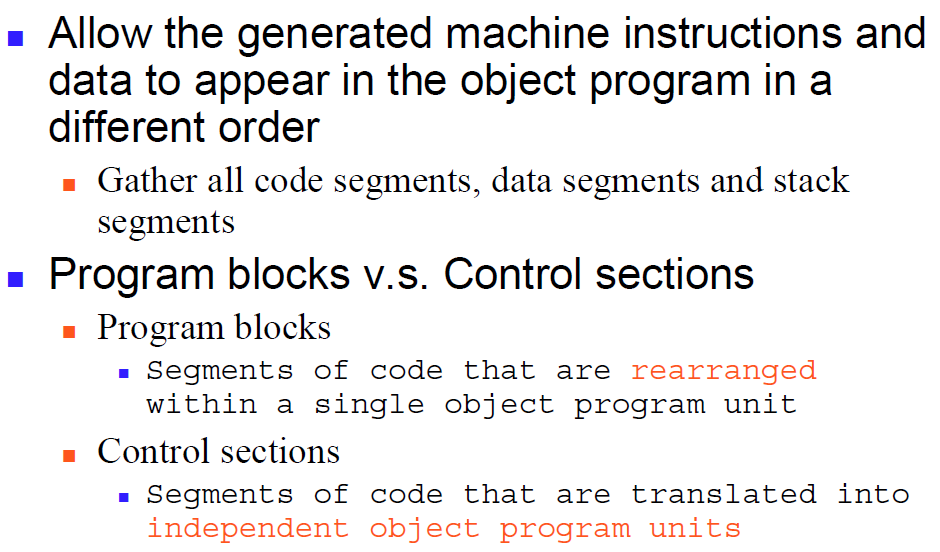 Allow the generated machine instructions and
data to appear in the object program in a
different order
Gather all code segments, data segments and stack
segments
Program blocks v.s. Control sections
Program blocks
Segments of code that are rearranged
within a single object program unit
Control sections
Segments of code that are translated into
independent object program units